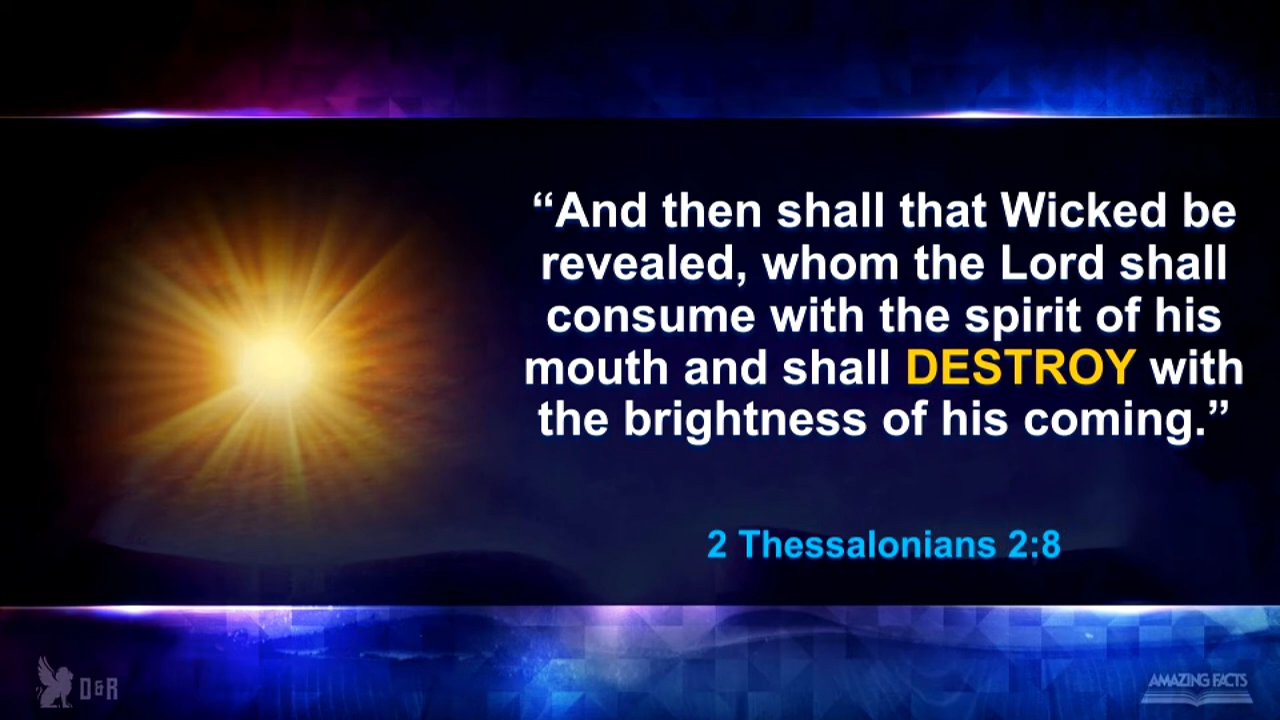 “And then shall that Wicked be
revealed, whom the Lord shall
consume with the spirit of his
mouth and shall DESTROY with
the brightness of his coming.”
2 Thessalonians 2:8
D&R
AMAZING FACTS